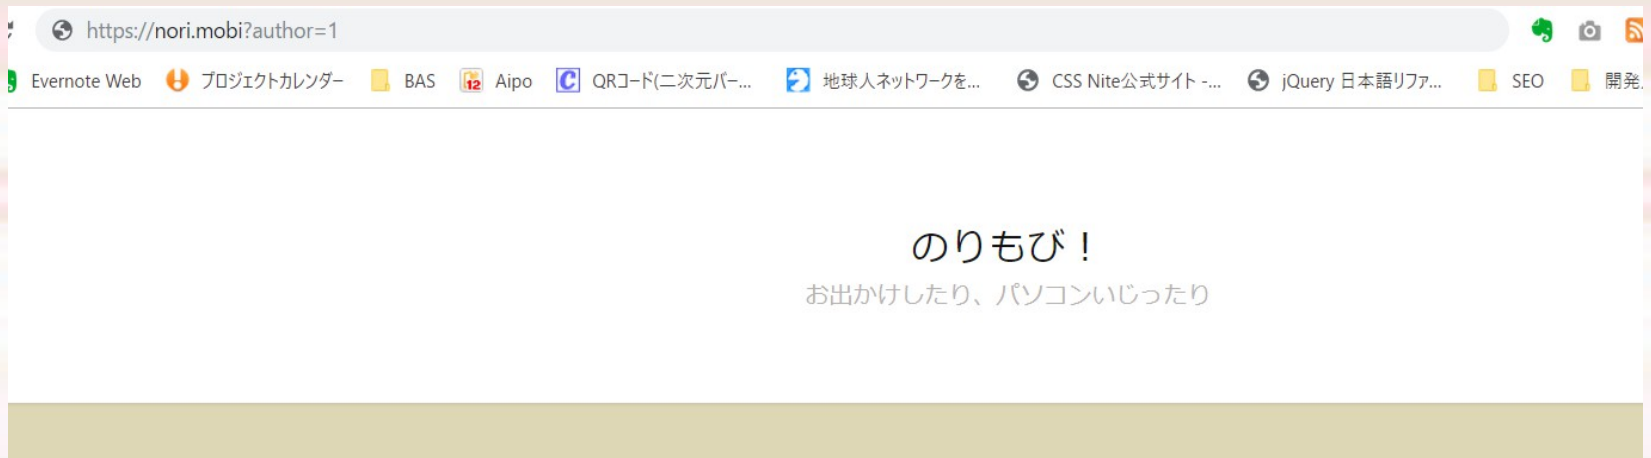 https://nori.mobi?author=1
Evernote Web プロジェクトカレンダー BAS 12 Aipo C QRコード(二次元バー... 地球人ネットワークを... CSS Nite公式サイト -... jQuery 日本語リファ... SEO 開発
のりもび！
お出かけしたり、パソコンいじったり